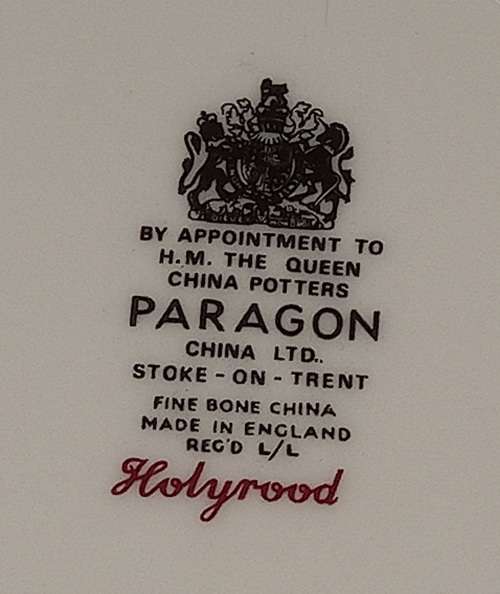 BY APPOINTMENT TO
H.M. THE QUEEN
CHINA POTTERS
PARAGON
CHINA LTD..
STOKE-ON-TRENT
FINE BONE CHINA
MADE IN ENGLAND
REG'D L/L
Holyrood